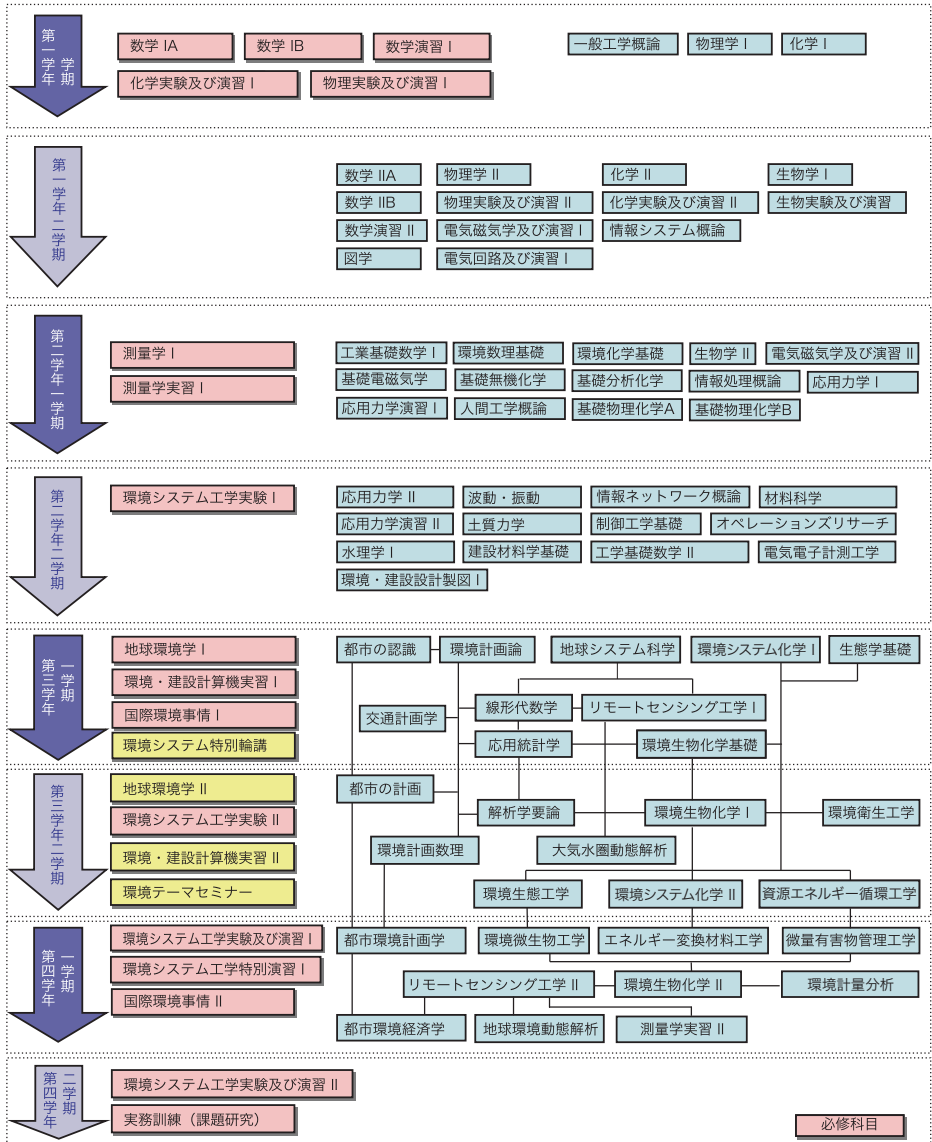 第一学年
一学期
数学 IA
数学 IB
数学演習 I
一般工学概論
物理学 I
化学 I
化学実験及び演習 I
物理実験及び演習 I
第一学年二学期
数学 IIA
物理学 II
化学 II
生物学 I
数学 IIB
物理実験及び演習 II
化学実験及び演習 II
生物実験及び演習
数学演習 II
電気磁気学及び演習 I
情報システム概論
図学
電気回路及び演習 I
第二学年一学期
測量学 I
工業基礎数学 I
環境数理基礎
環境化学基礎
生物学 II
電気磁気学及び演習 II
測量学実習 I
基礎電磁気学
基礎無機化学
基礎分析化学
情報処理概論
応用力学 I
応用力学演習 I
人間工学概論
基礎物理化学A
基礎物理化学B
第二学年二学期
環境システム工学実験 I
応用力学 II
波動・振動
情報ネットワーク概論
材料科学
応用力学演習 II
土質力学
制御工学基礎
オペレーションズリサーチ
水理学 I
建設材料学基礎
工学基礎数学 II
電気電子計測工学
環境・建設設計製図 I
第三学年
一学期
地球環境学 I
都市の認識
環境計画論
地球システム科学
環境システム化学 I
生態学基礎
環境・建設計算機実習 I
国際環境事情 I
交通計画学
線形代数学
リモートセンシング工学 I
環境システム特別輪講
応用統計学
環境生物化学基礎
第三学年二学期
地球環境学 II
都市の計画
環境システム工学実験 II
解析学要論
環境生物化学 I
環境衛生工学
環境・建設計算機実習 II
環境計画数理
大気水圏動態解析
環境テーマセミナー
環境生態工学
環境システム化学 II
資源エネルギー循環工学
第四学年
一学期
環境システム工学実験及び演習 I
都市環境計画学
環境微生物工学
エネルギー変換材料工学
微量有害物管理工学
環境システム工学特別演習 I
リモートセンシング工学 II
環境生物化学 II
環境計量分析
国際環境事情 II
都市環境経済学
地球環境動態解析
測量学実習 II
第四学年
二学期
環境システム工学実験及び演習 II
実務訓練（課題研究）
必修科目